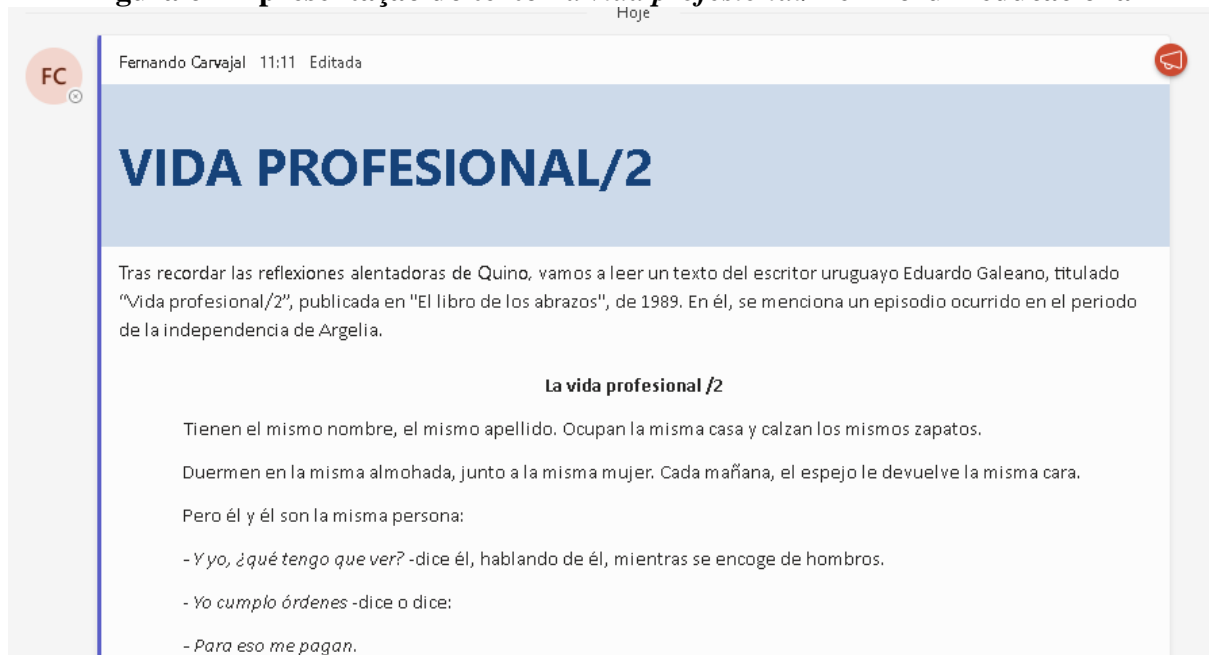 presentação do texto vida profesional
Hoje
FC
Fernando Carvajal 11:11 Editada
VIDA PROFESIONAL/2
Tras recordar las reflexiones alentadoras de Quino, vamos a leer un texto del escritor uruguayo Eduardo Galeano, titulado
“Vida profesional/2”, publicada en "El libro de los abrazos", de 1989. En él, se menciona un episodio ocurrido en el periodo
de la independencia de Argelia.
La vida profesional /2
Tienen el mismo nombre, el mismo apellido. Ocupan la misma casa y calzan los mismos zapatos.
Duermen en la misma almohada, junto a la misma mujer. Cada mañana, el espejo le devuelve la misma cara.
Pero él y él son la misma persona:
- Y yo, ¿qué tengo que ver? -dice él, hablando de él, mientras se encoge de hombros.
- Yo cumplo órdenes -dice o dice:
- Para eso me pagan.